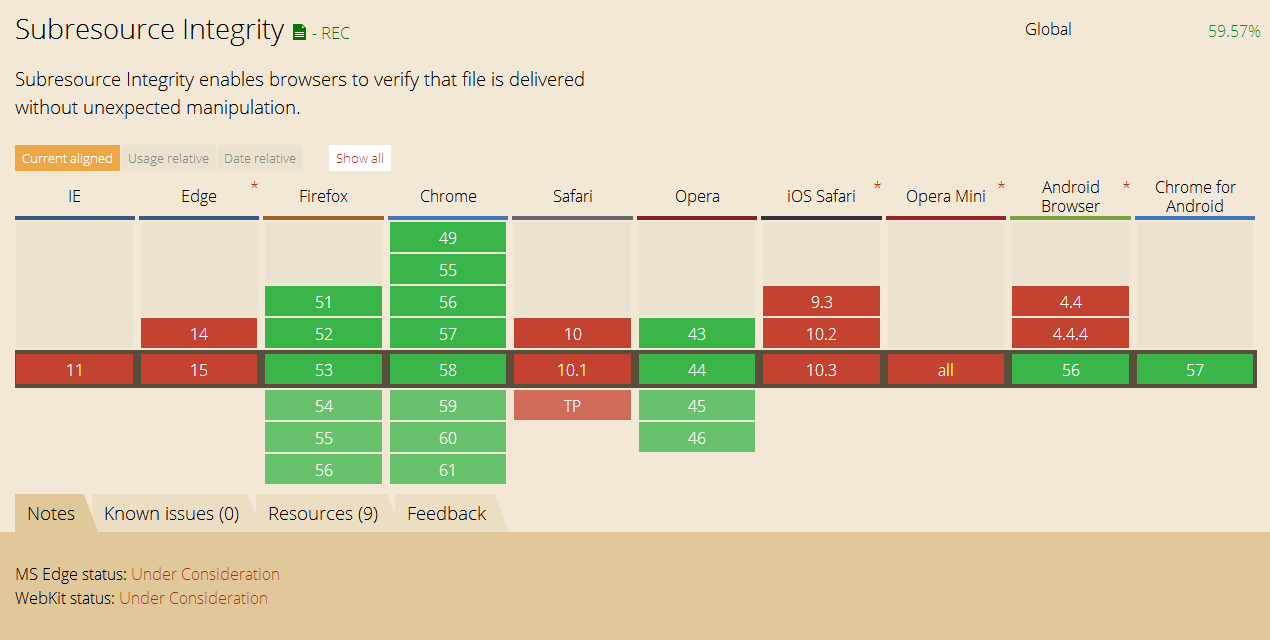 Subresource Integrity - REC
Global 59.57%
Subresource Integrity enables browsers to verify that file is delivered
without unexpected manipulation.
Current aligned Usage relative Date relative Show all
IE Edge * Firefox Chrome Safari Opera iOS Safari * Opera Mini * Android Browser * Chrome for Android
49
55
51 56 9.3 4.4
14 52 57 10 43 10.2 4.4.4
11 15 53 58 10.1 44 10.3 all 56 57
54 59 TP 45
55 60 46
56 61
Notes Known issues (0) Resources (9) Feedback
MS Edge status: Under Consideration
WebKit status: Under Consideration